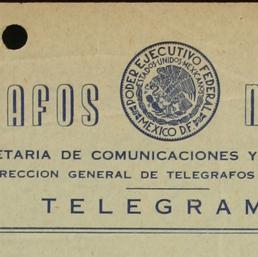 PODER EJECUTIVO FEDERAL
ESTADOS UNIDOS MEXICANOS
MEXICO D.F.
AFOS
ETARIA DE COMUNICACIONES Y
RECCION GENERAL DE TELEGRAFOS
TELEGRAM